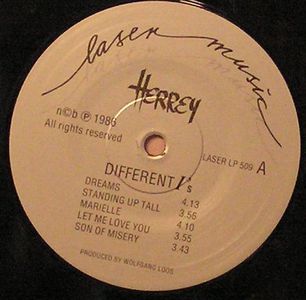 laser music
HERREY
n©b ℗ 1986
All rights reserved
DIFFERENT I's
LASER LP 509 A
DREAMS 4.13
STANDING UP TALL 3.56
MARIELLE 4.10
LET ME LOVE YOU 3.55
SON OF MISERY 3.43
PRODUCED BY WOLFGANG LOOS